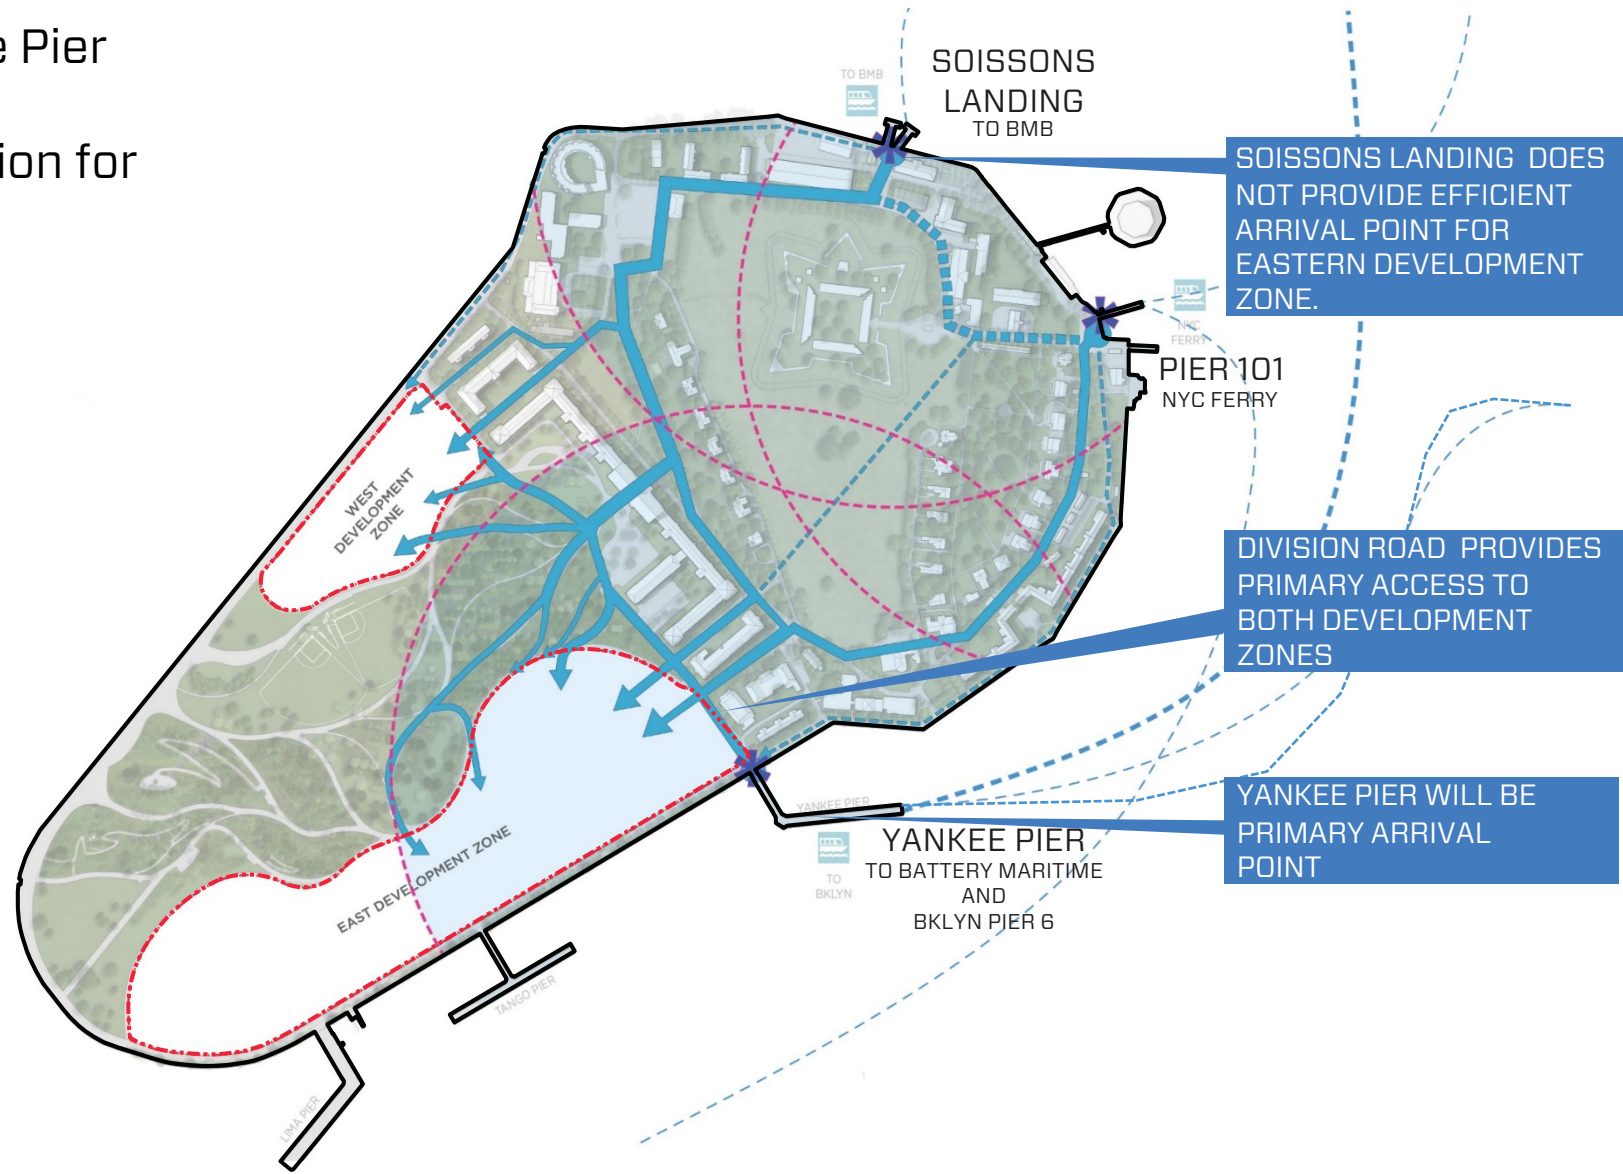 e Pier
ion for
TO BMB
SOISSONS
LANDING
TO BMB
SOISSONS LANDING DOES
NOT PROVIDE EFFICIENT
ARRIVAL POINT FOR
EASTERN DEVELOPMENT
ZONE.
NYC
FERRY
PIER 101
NYC FERRY
WEST
DEVELOPMENT
ZONE
DIVISION ROAD PROVIDES
PRIMARY ACCESS TO
BOTH DEVELOPMENT
ZONES
YANKEE PIER WILL BE
PRIMARY ARRIVAL
POINT
YANKEE PIER
TO
BKLYN
YANKEE PIER
TO BATTERY MARITIME
AND
BKLYN PIER 6
EAST DEVELOPMENT ZONE
TANGO PIER
LIMA PIER